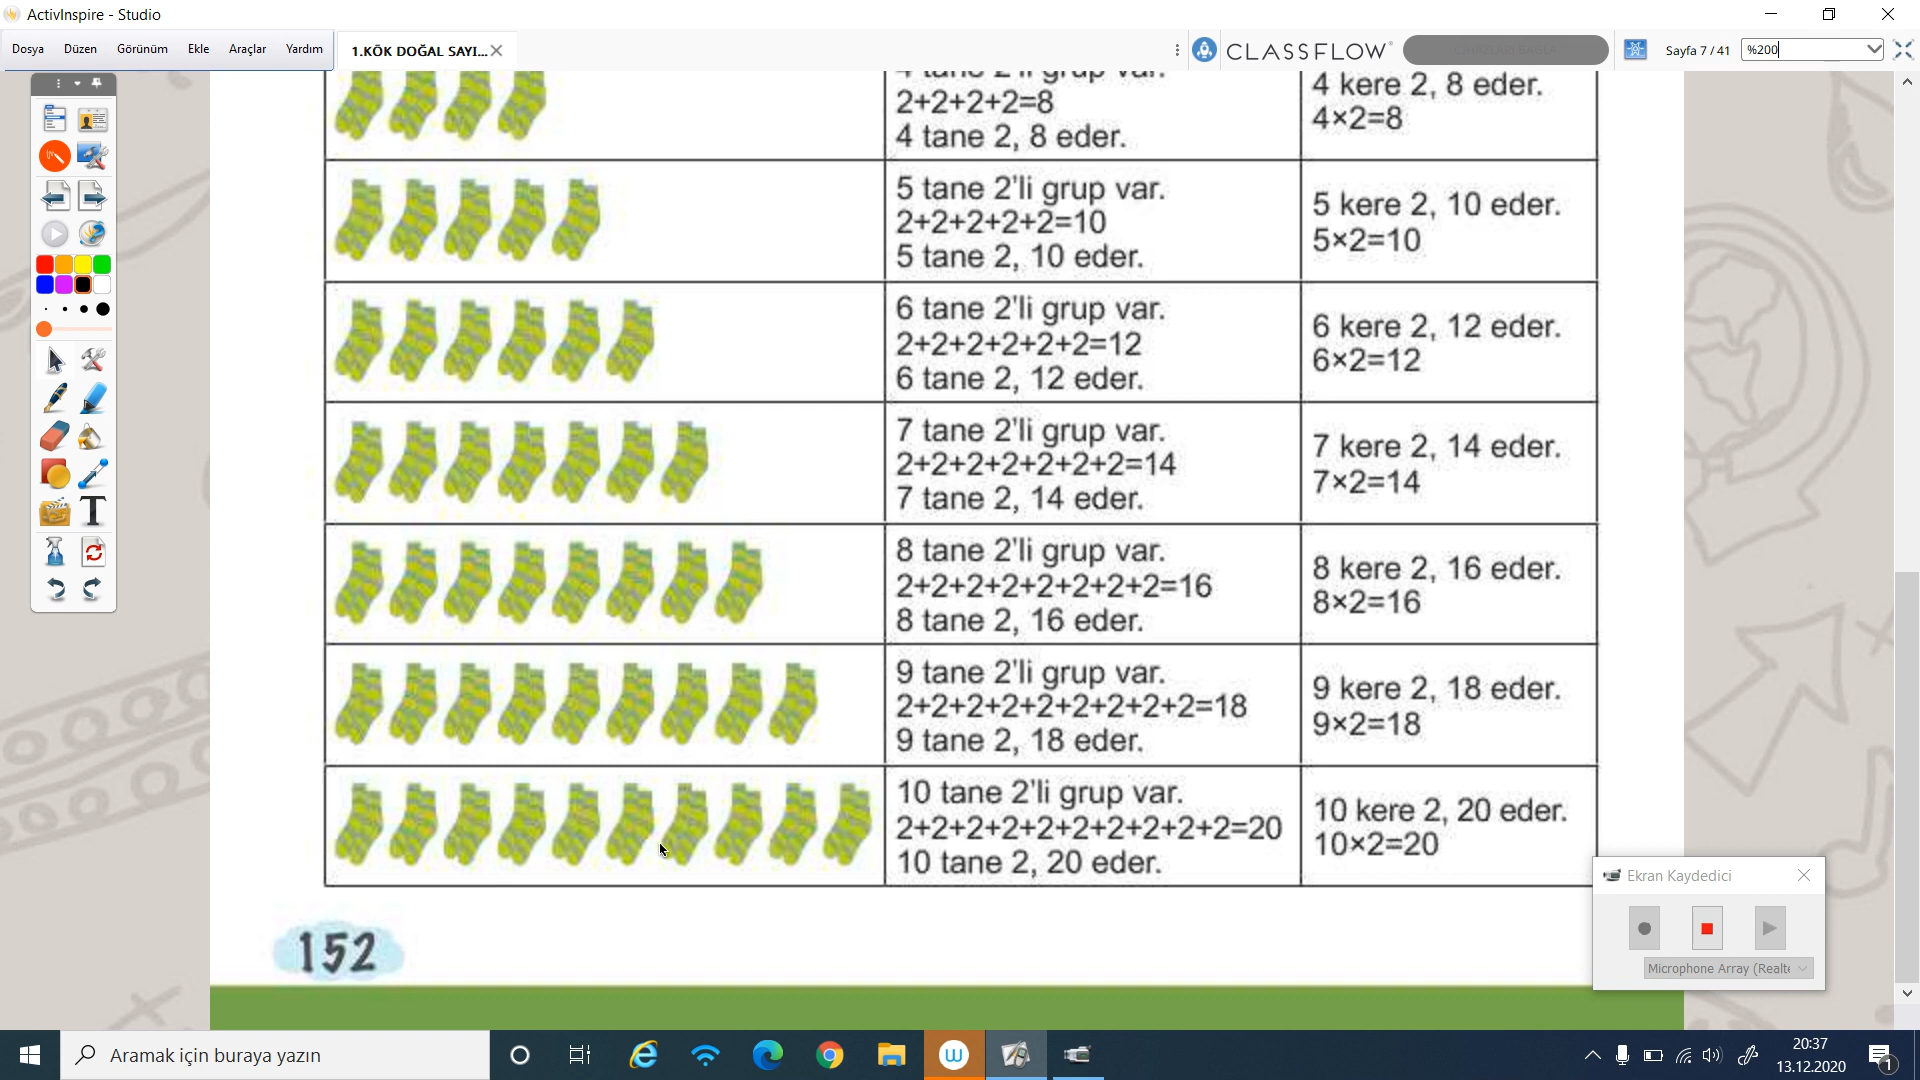 ActivInspire - Studio
Dosya Düzen Görünüm Ekle Araçlar Yardım
1.KÖK DOĞAL SAYI...
CLASSFLOW
Sayfa 7 / 41
%200
4 tane 2'li grup var.
2+2+2+2=8
4 tane 2, 8 eder.
4 kere 2, 8 eder.
4×2=8
5 tane 2'li grup var.
2+2+2+2+2=10
5 tane 2, 10 eder.
5 kere 2, 10 eder.
5×2=10
6 tane 2'li grup var.
2+2+2+2+2+2=12
6 tane 2, 12 eder.
6 kere 2, 12 eder.
6×2=12
7 tane 2'li grup var.
2+2+2+2+2+2+2=14
7 tane 2, 14 eder.
7 kere 2, 14 eder.
7×2=14
8 tane 2'li grup var.
2+2+2+2+2+2+2+2=16
8 tane 2, 16 eder.
8 kere 2, 16 eder.
8×2=16
9 tane 2'li grup var.
2+2+2+2+2+2+2+2+2=18
9 tane 2, 18 eder.
9 kere 2, 18 eder.
9×2=18
10 tane 2'li grup var.
2+2+2+2+2+2+2+2+2+2=20
10 tane 2, 20 eder.
10 kere 2, 20 eder.
10×2=20
152
Ekran Kaydedici
Microphone Array (Realte
Aramak için buraya yazın
20:37
13.12.2020
1